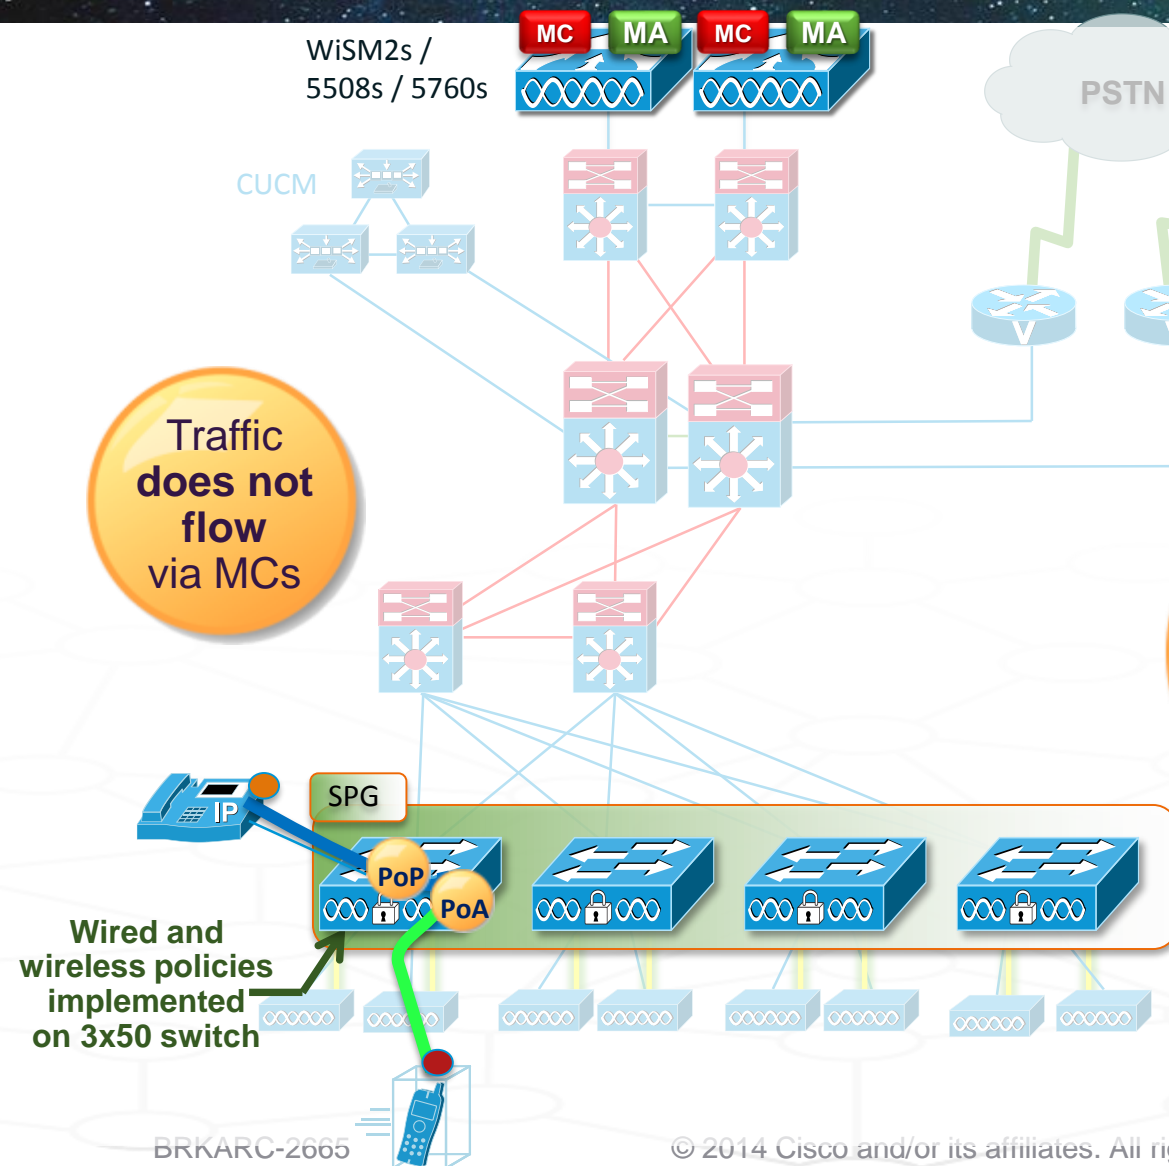 MC MA MC MA
WiSM2s /
5508s / 5760s
PSTN
CUCM
V
Traffic
does not
flow
via MCs
SPG
IP
PoP
PoA
Wired and
wireless policies
implemented
on 3x50 switch
BRKARC-2665
© 2014 Cisco and/or its affiliates. All